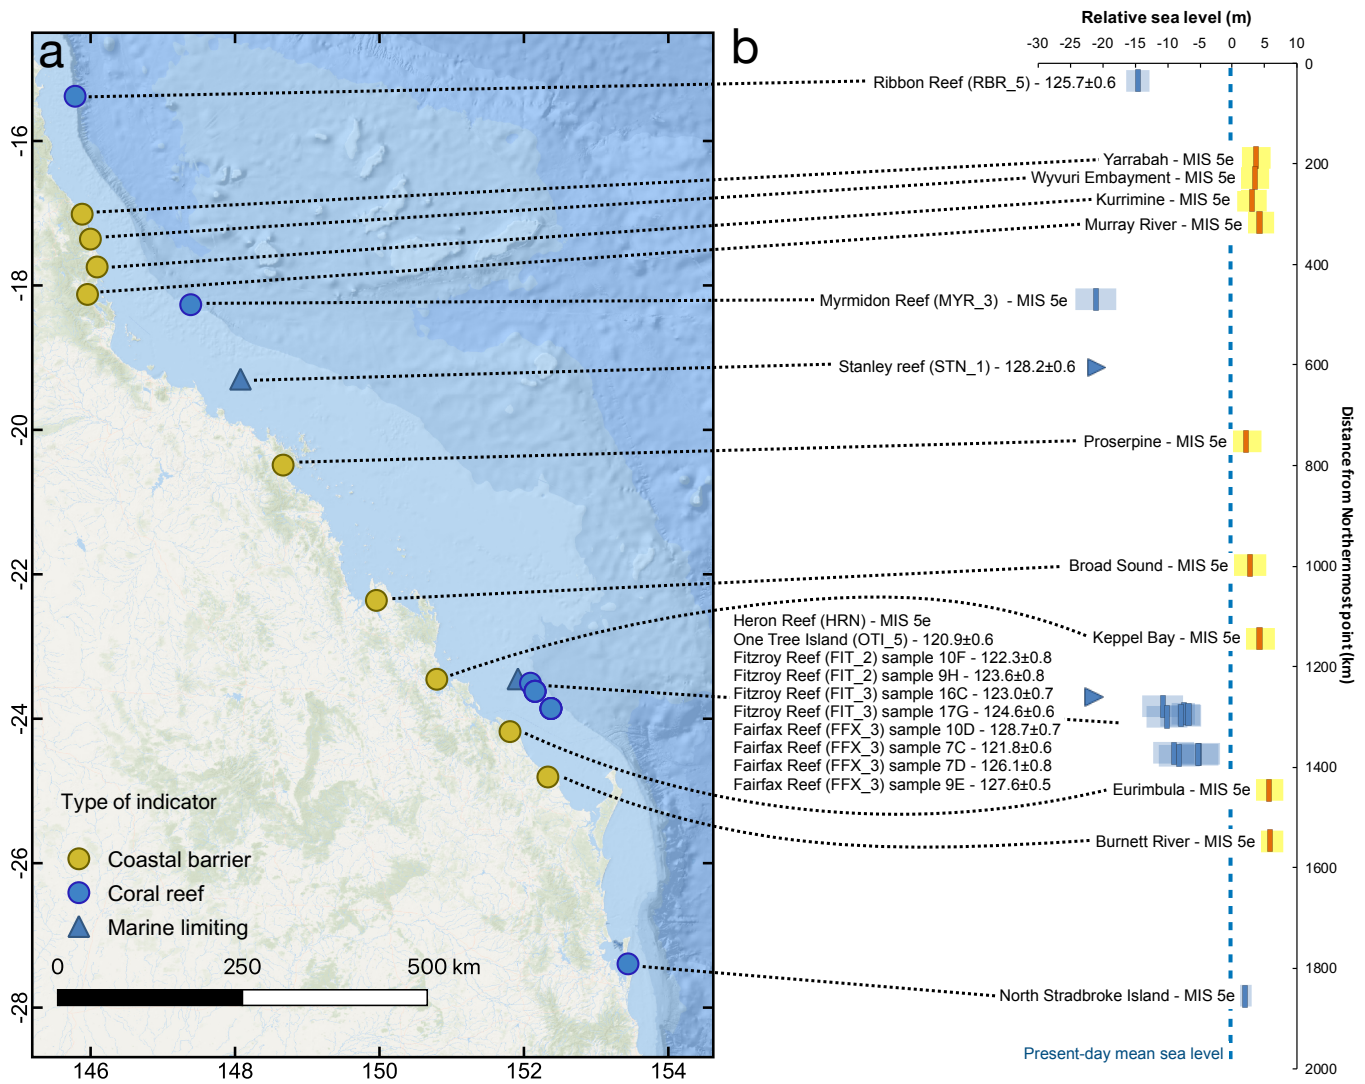 a
-16
-18
-20
-22
-24
-26
-28
146
148
150
152
154
Type of indicator
Coastal barrier
Coral reef
Marine limiting
0
250
500 km
b
Relative sea level (m)
-30
-25
-20
-15
-10
-5
0
5
10
Ribbon Reef (RBR_5) - 125.7±0.6
Yarrabah - MIS 5e
Wyvuri Embayment - MIS 5e
Kurrimine - MIS 5e
Murray River - MIS 5e
Myrmidon Reef (MYR_3) - MIS 5e
Stanley reef (STN_1) - 128.2±0.6
Proserpine - MIS 5e
Broad Sound - MIS 5e
Heron Reef (HRN) - MIS 5e
One Tree Island (OTI_5) - 120.9±0.6
Keppel Bay - MIS 5e
Fitzroy Reef (FIT_2) sample 10F - 122.3±0.8
Fitzroy Reef (FIT_2) sample 9H - 123.6±0.8
Fitzroy Reef (FIT_3) sample 16C - 123.0±0.7
Fitzroy Reef (FIT_3) sample 17G - 124.6±0.6
Fairfax Reef (FFX_3) sample 10D - 128.7±0.7
Fairfax Reef (FFX_3) sample 7C - 121.8±0.6
Fairfax Reef (FFX_3) sample 7D - 126.1±0.8
Fairfax Reef (FFX_3) sample 9E - 127.6±0.5
Eurimbula - MIS 5e
Burnett River - MIS 5e
North Stradbroke Island - MIS 5e
Present-day mean sea level
0
200
400
600
800
1000
1200
1400
1600
1800
2000
Distance from Northernmost point (km)